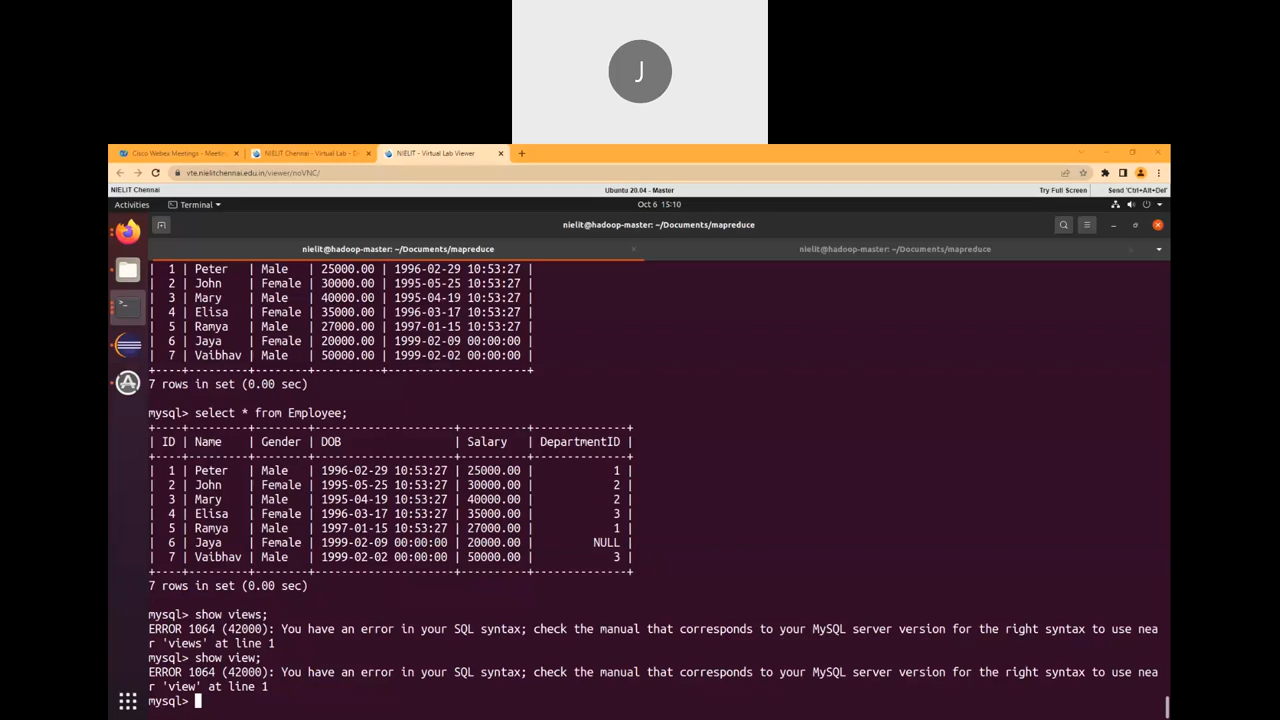 J
Cisco Webex Meetings - Meetin
NIELIT Chennai - Virtual Lab - D
NIELIT - Virtual Lab Viewer
vte.nielitchennai.edu.in/viewer/noVNC/
NIELIT Chennai
Ubuntu 20.04 - Master
Try Full Screen
Send 'Ctrl+Alt+Del'
Activities
Terminal
Oct 6 15:10
nielit@hadoop-master: ~/Documents/mapreduce
nielit@hadoop-master: ~/Documents/mapreduce
nielit@hadoop-master: ~/Documents/mapreduce
| 1 | Peter | Male | 25000.00 | 1996-02-29 10:53:27 |
| 2 | John | Female | 30000.00 | 1995-05-25 10:53:27 |
| 3 | Mary | Male | 40000.00 | 1995-04-19 10:53:27 |
| 4 | Elisa | Female | 35000.00 | 1996-03-17 10:53:27 |
| 5 | Ramya | Male | 27000.00 | 1997-01-15 10:53:27 |
| 6 | Jaya | Female | 20000.00 | 1999-02-09 00:00:00 |
| 7 | Vaibhav | Male | 50000.00 | 1999-02-02 00:00:00 |
+----+---------+--------+----------+---------------------+
7 rows in set (0.00 sec)
mysql> select * from Employee;
+----+---------+--------+---------------------+----------+--------------+
| ID | Name | Gender | DOB | Salary | DepartmentID |
+----+---------+--------+---------------------+----------+--------------+
| 1 | Peter | Male | 1996-02-29 10:53:27 | 25000.00 | 1 |
| 2 | John | Female | 1995-05-25 10:53:27 | 30000.00 | 2 |
| 3 | Mary | Male | 1995-04-19 10:53:27 | 40000.00 | 2 |
| 4 | Elisa | Female | 1996-03-17 10:53:27 | 35000.00 | 3 |
| 5 | Ramya | Male | 1997-01-15 10:53:27 | 27000.00 | 1 |
| 6 | Jaya | Female | 1999-02-09 00:00:00 | 20000.00 | NULL |
| 7 | Vaibhav | Male | 1999-02-02 00:00:00 | 50000.00 | 3 |
+----+---------+--------+---------------------+----------+--------------+
7 rows in set (0.00 sec)
mysql> show views;
ERROR 1064 (42000): You have an error in your SQL syntax; check the manual that corresponds to your MySQL server version for the right syntax to use nea
r 'views' at line 1
mysql> show view;
ERROR 1064 (42000): You have an error in your SQL syntax; check the manual that corresponds to your MySQL server version for the right syntax to use nea
r 'view' at line 1
mysql>